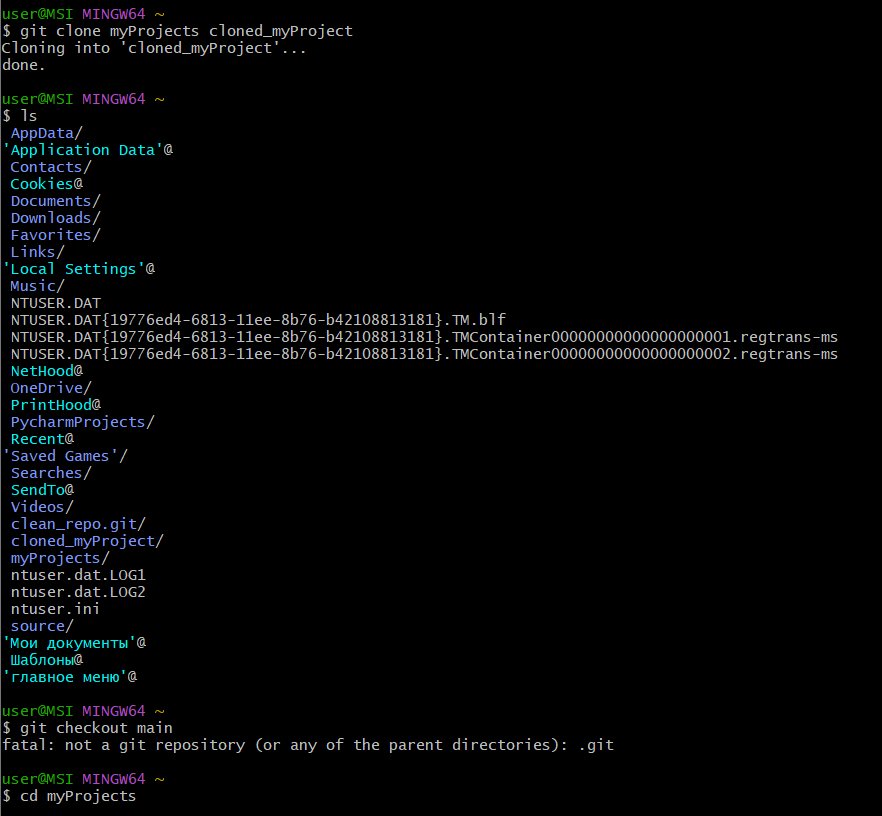 user@MSI MINGW64 ~
$ git clone myProjects cloned_myProject
Cloning into 'cloned_myProject'...
done.
user@MSI MINGW64 ~
$ ls
AppData/
'Application Data'@
Contacts/
Cookies@
Documents/
Downloads/
Favorites/
Links/
'Local Settings'@
Music/
NTUSER.DAT
NTUSER.DAT{19776ed4-6813-11ee-8b76-b42108813181}.TM.blf
NTUSER.DAT{19776ed4-6813-11ee-8b76-b42108813181}.TMContainer00000000000000000001.regtrans-ms
NTUSER.DAT{19776ed4-6813-11ee-8b76-b42108813181}.TMContainer00000000000000000002.regtrans-ms
NetHood@
OneDrive/
PrintHood@
PycharmProjects/
Recent@
'Saved Games'/
Searches/
SendTo@
Videos/
clean_repo.git/
cloned_myProject/
myProjects/
ntuser.dat.LOG1
ntuser.dat.LOG2
ntuser.ini
source/
'Мои документы'@
Шаблоны@
'главное меню'@
user@MSI MINGW64 ~
$ git checkout main
fatal: not a git repository (or any of the parent directories): .git
user@MSI MINGW64 ~
$ cd myProjects